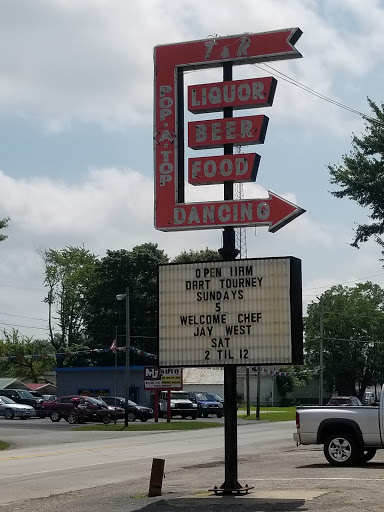 T & R
POP-A-TOP
LIQUOR
BEER
FOOD
DANCING
OPEN 11AM
DART TOURNEY
SUNDAYS
5
WELCOME CHEF
JAY WEST
SAT
2 TIL 12
AUTO